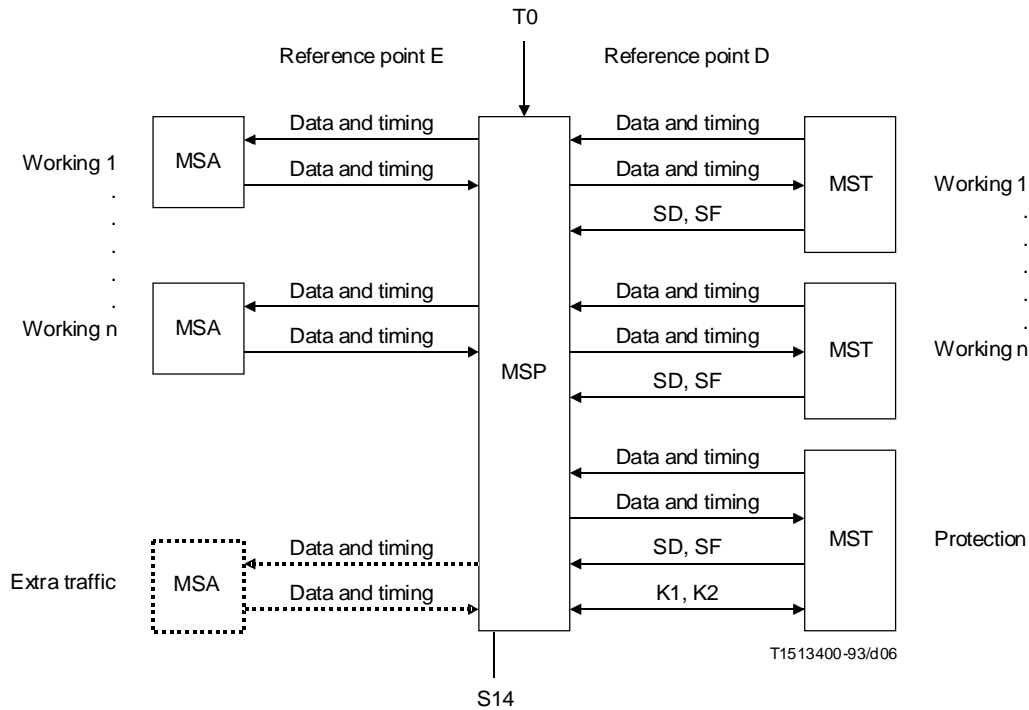 T0
Reference point E
Reference point D
Data and timing
Data and timing
Working 1
MSA
Data and timing
Data and timing
MST
Working 1
SD, SF
.
.
.
.
.
.
.
.
.
.
Data and timing
Data and timing
Working n
MSA
Data and timing
Data and timing
MST
Working n
MSP
SD, SF
Data and timing
Data and timing
MST
Protection
Data and timing
SD, SF
Extra traffic
MSA
Data and timing
K1, K2
T1513400-93/d06
S14